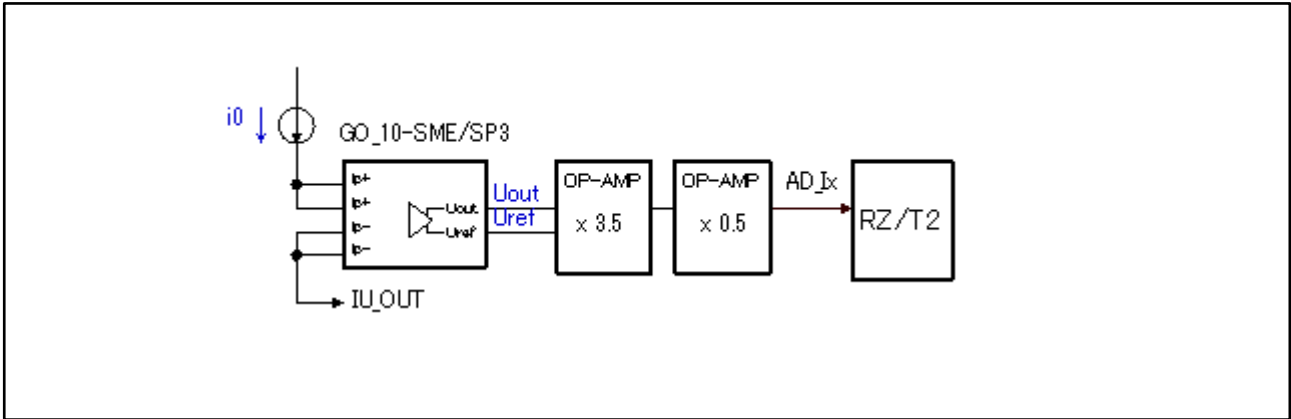 i0
GO_10-SME/SP3
Ip+
Ip+
Ip-
Ip-
Uout
Uref
Uout
Uref
OP-AMP
x 3.5
OP-AMP
x 0.5
AD_Ix
RZ/T2
IU_OUT